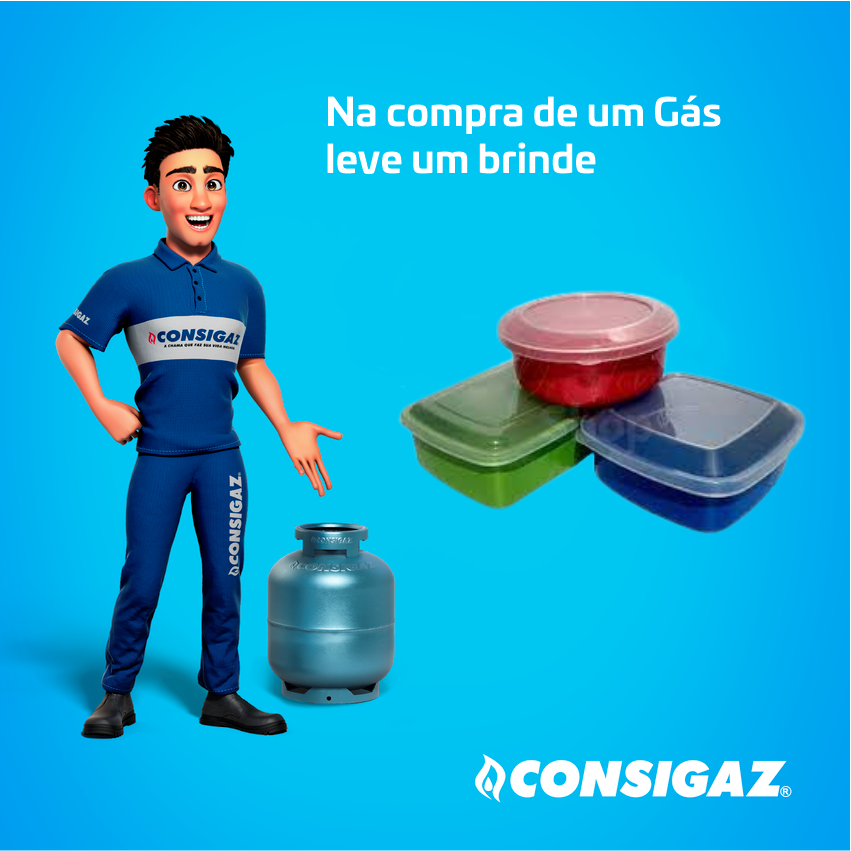 Na compra de um Gás
leve um brinde
SIGAZ
CONSIGAZ
A CHAMA QUE FAZ SUA VIDA MELHOR
CONSIGAZ
CONSIGAZ
CONSIGAZ
CONSIGAZ®